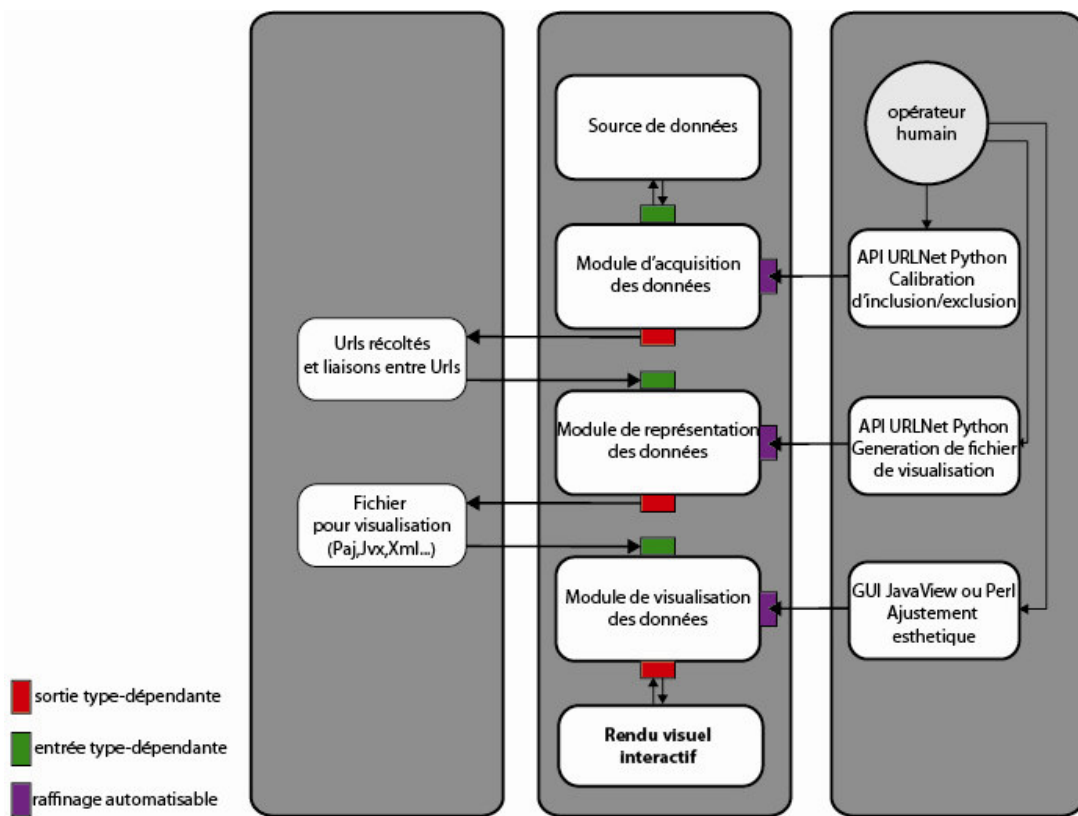 Source de données
opérateur
humain
Module d'acquisition
des données
API URLNet Python
Calibration
d'inclusion/exclusion
Urls récoltés
et liaisons entre Urls
Module de représentation
des données
API URLNet Python
Generation de fichier
de visualisation
Fichier
pour visualisation
(Paj,Jvx,Xml...)
Module de visualisation
des données
GUI JavaView ou Perl
Ajustement
esthetique
Rendu visuel
interactif
sortie type-dépendante
entrée type-dépendante
raffinage automatisable